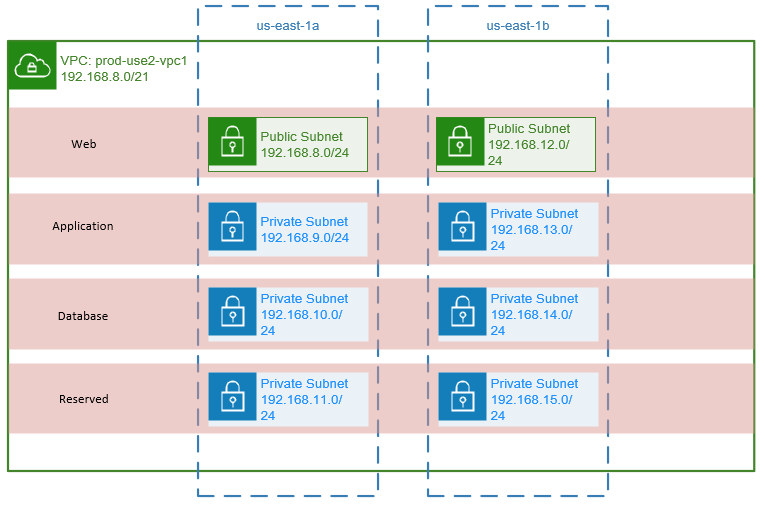 us-east-1a
us-east-1b
VPC: prod-use2-vpc1
192.168.8.0/21
Web
Public Subnet
192.168.8.0/24
Public Subnet
192.168.12.0/
24
Application
Private Subnet
192.168.9.0/24
Private Subnet
192.168.13.0/
24
Database
Private Subnet
192.168.10.0/
24
Private Subnet
192.168.14.0/
24
Reserved
Private Subnet
192.168.11.0/
24
Private Subnet
192.168.15.0/
24